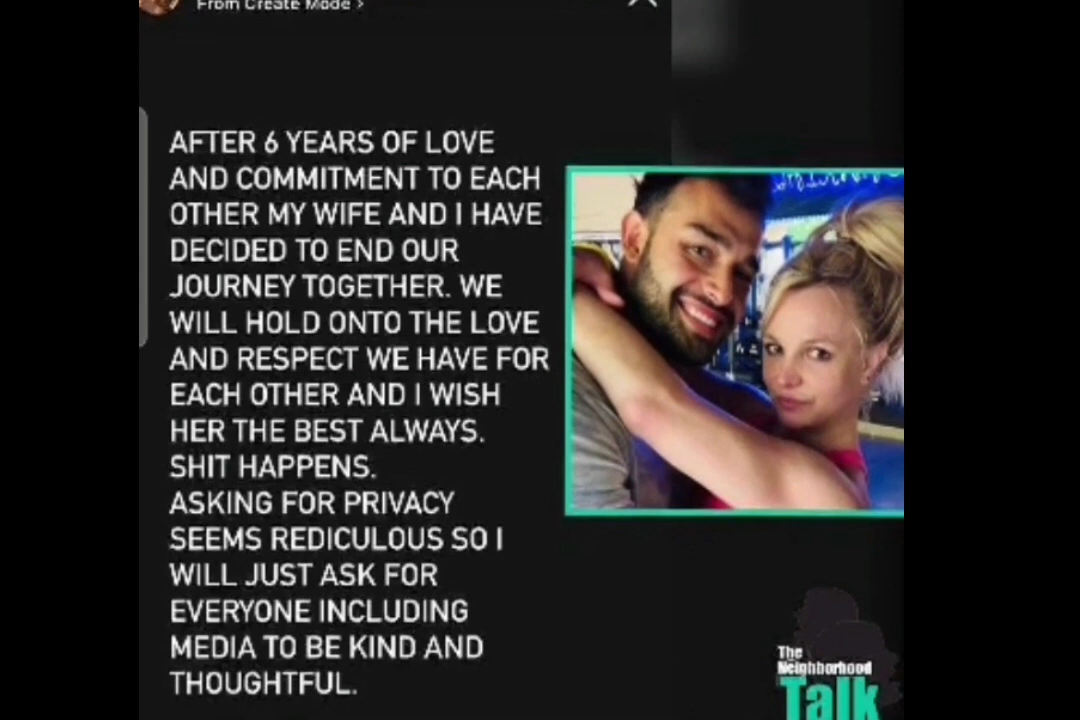 From Create Mode >
AFTER 6 YEARS OF LOVE
AND COMMITMENT TO EACH
OTHER MY WIFE AND I HAVE
DECIDED TO END OUR
JOURNEY TOGETHER. WE
WILL HOLD ONTO THE LOVE
AND RESPECT WE HAVE FOR
EACH OTHER AND I WISH
HER THE BEST ALWAYS.
SHIT HAPPENS.
ASKING FOR PRIVACY
SEEMS REDICULOUS SO I
WILL JUST ASK FOR
EVERYONE INCLUDING
MEDIA TO BE KIND AND
THOUGHTFUL.
The
Neighborhood
Talk